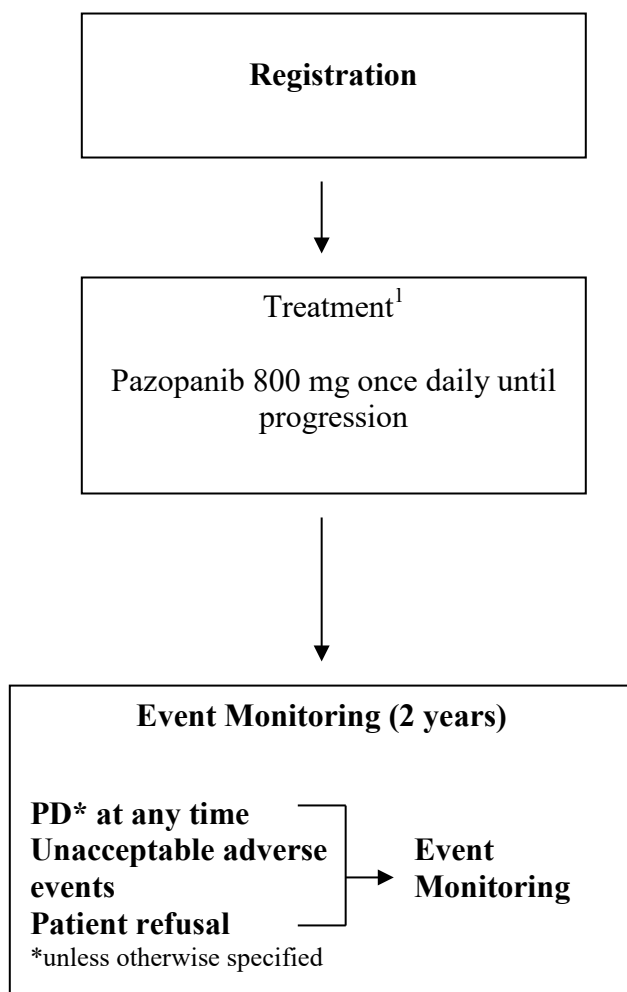 Registration
Treatment1
Pazopanib 800 mg once daily until
progression
Event Monitoring (2 years)
PD* at any time
Unacceptable adverse
events
Patient refusal
*unless otherwise specified
Event
Monitoring